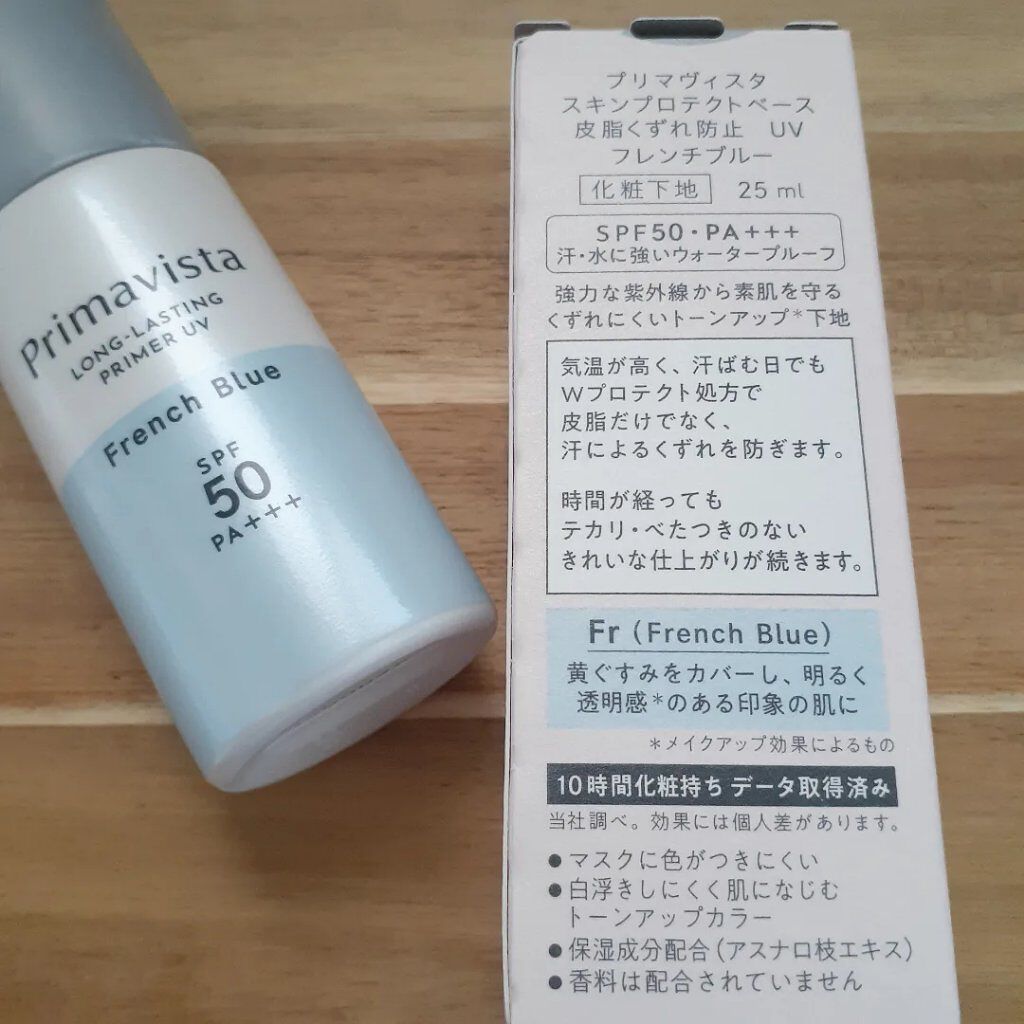 Primavista
LONG-LASTING
PRIMER UV
French Blue
SPF
50
PA+++
プリマヴィスタ
スキンプロテクトベース
皮脂くずれ防止 UV
フレンチブルー
化粧下地 25 ml
SPF50・PA+++
汗・水に強いウォータープルーフ
強力な紫外線から素肌を守る
くずれにくいトーンアップ*下地
気温が高く、汗ばむ日でも
Wプロテクト処方で
皮脂だけでなく、
汗によるくずれを防ぎます。
時間が経っても
テカリ・べたつきのない
きれいな仕上がりが続きます。
Fr (French Blue)
黄ぐすみをカバーし、明るく
透明感*のある印象の肌に
*メイクアップ効果によるもの
10時間化粧持ち データ取得済み
当社調べ。効果には個人差があります。
●マスクに色がつきにくい
●白浮きしにくく肌になじむ
トーンアップカラー
●保湿成分配合(アスナロ枝エキス)
●香料は配合されていません